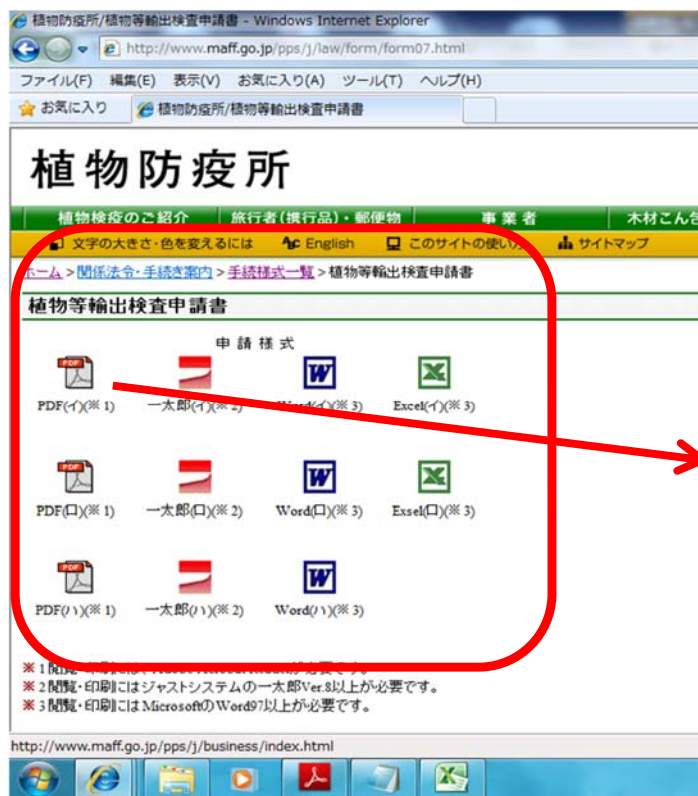 植物防疫所/植物等輸出検査申請書 - Windows Internet Explorer
http://www.maff.go.jp/pps/j/law/form/form07.html
ファイル(F) 編集(E) 表示(V) お気に入り(A) ツール(T) ヘルプ(H)
お気に入り 植物防疫所/植物等輸出検査申請書
植物防疫所
植物検疫のご紹介 旅行者(携行品)・郵便物 事業者 木材こん
文字の大きさ・色を変えるには English このサイトの使い方 サイトマップ
ホーム > 関係法令・手続き案内 > 手続様式一覧 > 植物等輸出検査申請書
植物等輸出検査申請書
申請様式
PDF
PDF(イ)(※1) 一太郎(イ)(※2) Word(イ)(※3) Excel(イ)(※3)
PDF
PDF(ロ)(※1) 一太郎(ロ)(※2) Word(ロ)(※3) Exsel(ロ)(※3)
PDF
PDF(ハ)(※1) 一太郎(ハ)(※2) Word(ハ)(※3)
※1閲覧・印刷には
※2閲覧・印刷にはジャストシステムの一太郎Ver.8以上が必要です。
※3閲覧・印刷にはMicrosoftのWord97以上が必要です。
http://www.maff.go.jp/pps/j/business/index.html